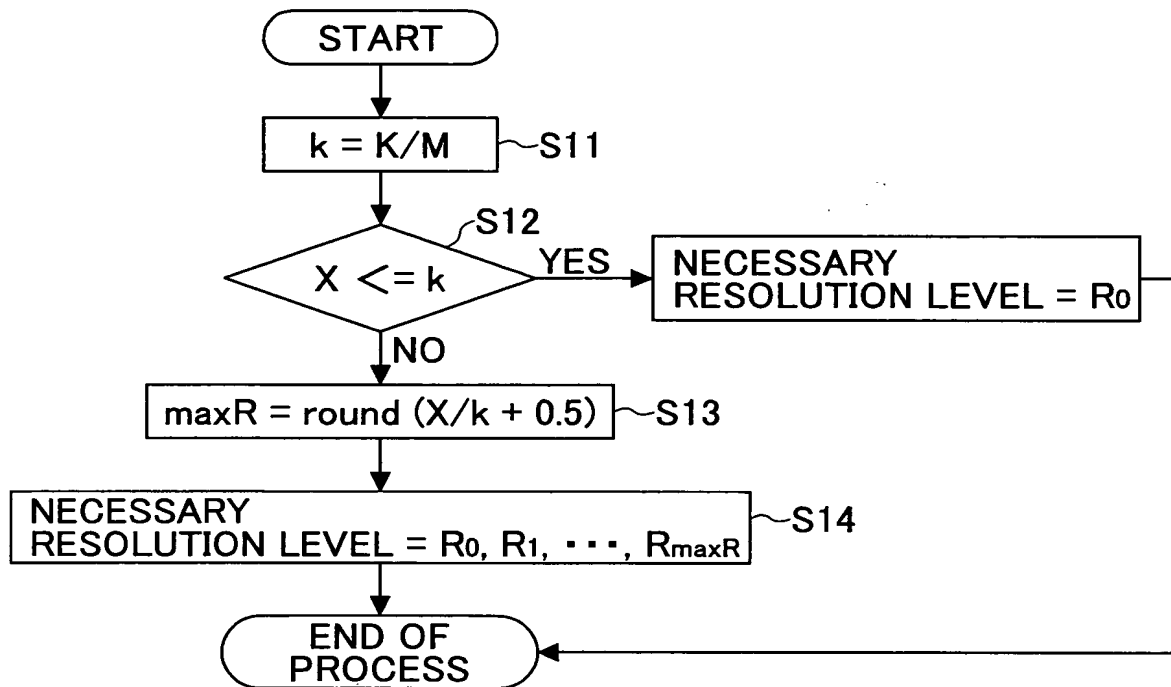 START
k = K/M
S11
S12
X <= k
YES
NECESSARY
RESOLUTION LEVEL = R0
NO
maxR = round (X/k + 0.5)
S13
NECESSARY
RESOLUTION LEVEL = R0, R1, ･･･, RmaxR
S14
END OF
PROCESS